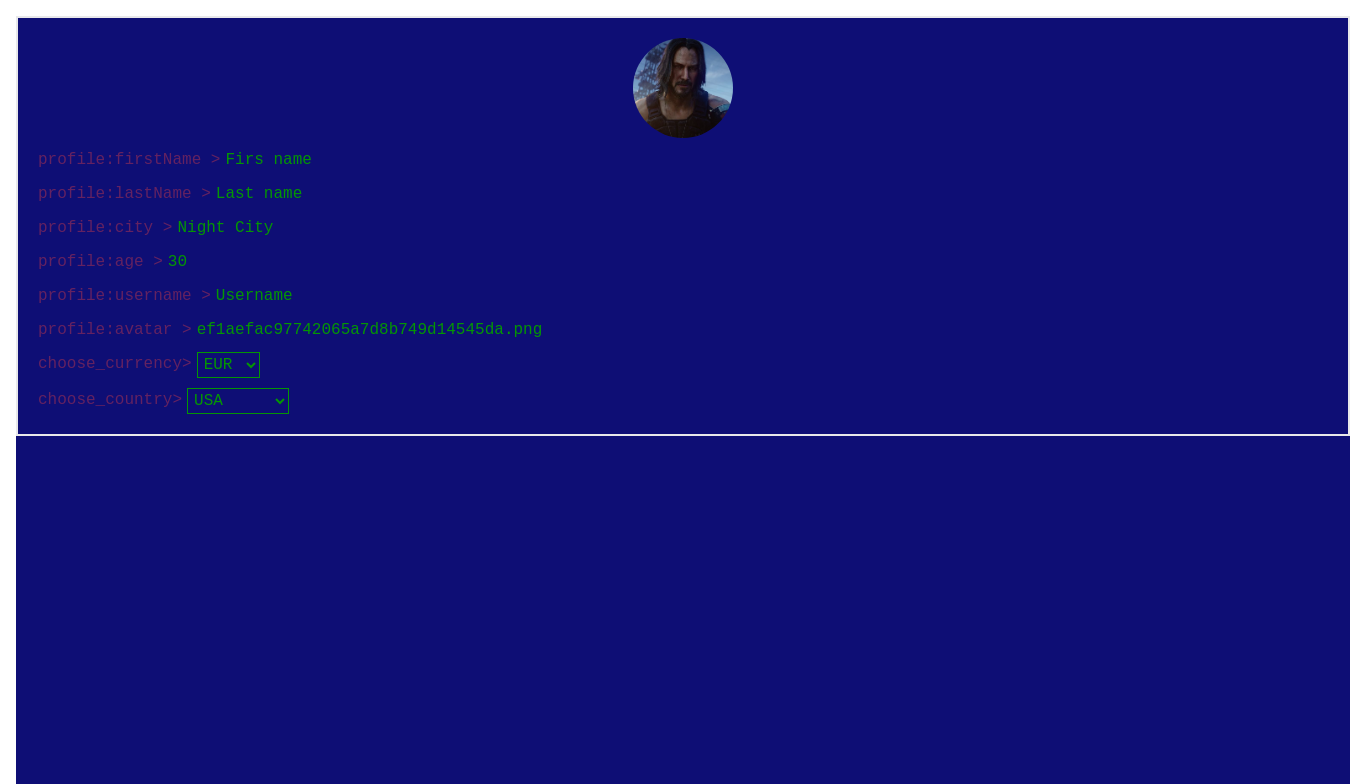 profile:firstName > Firs name
profile:lastName > Last name
profile:city > Night City
profile:age > 30
profile:username > Username
profile:avatar > ef1aefac97742065a7d8b749d14545da.png
choose_currency> EUR
choose_country> USA